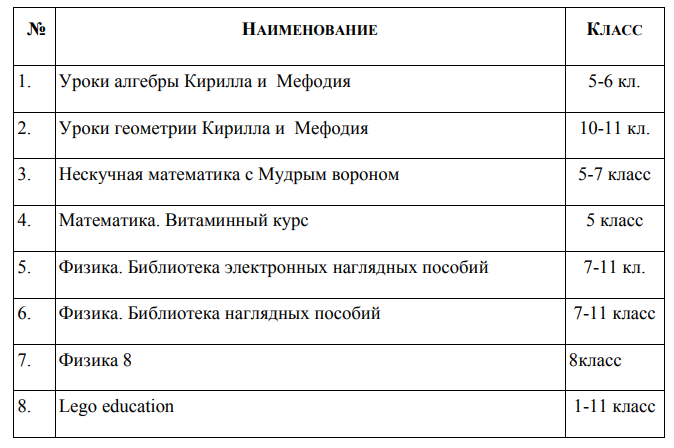 № Наименование Класс
1. Уроки алгебры Кирилла и Мефодия 5-6 кл.
2. Уроки геометрии Кирилла и Мефодия 10-11 кл.
3. Нескучная математика с Мудрым вороном 5-7 класс
4. Математика. Витаминный курс 5 класс
5. Физика. Библиотека электронных наглядных пособий 7-11 кл.
6. Физика. Библиотека наглядных пособий 7-11 класс
7. Физика 8 8класс
8. Lego education 1-11 класс